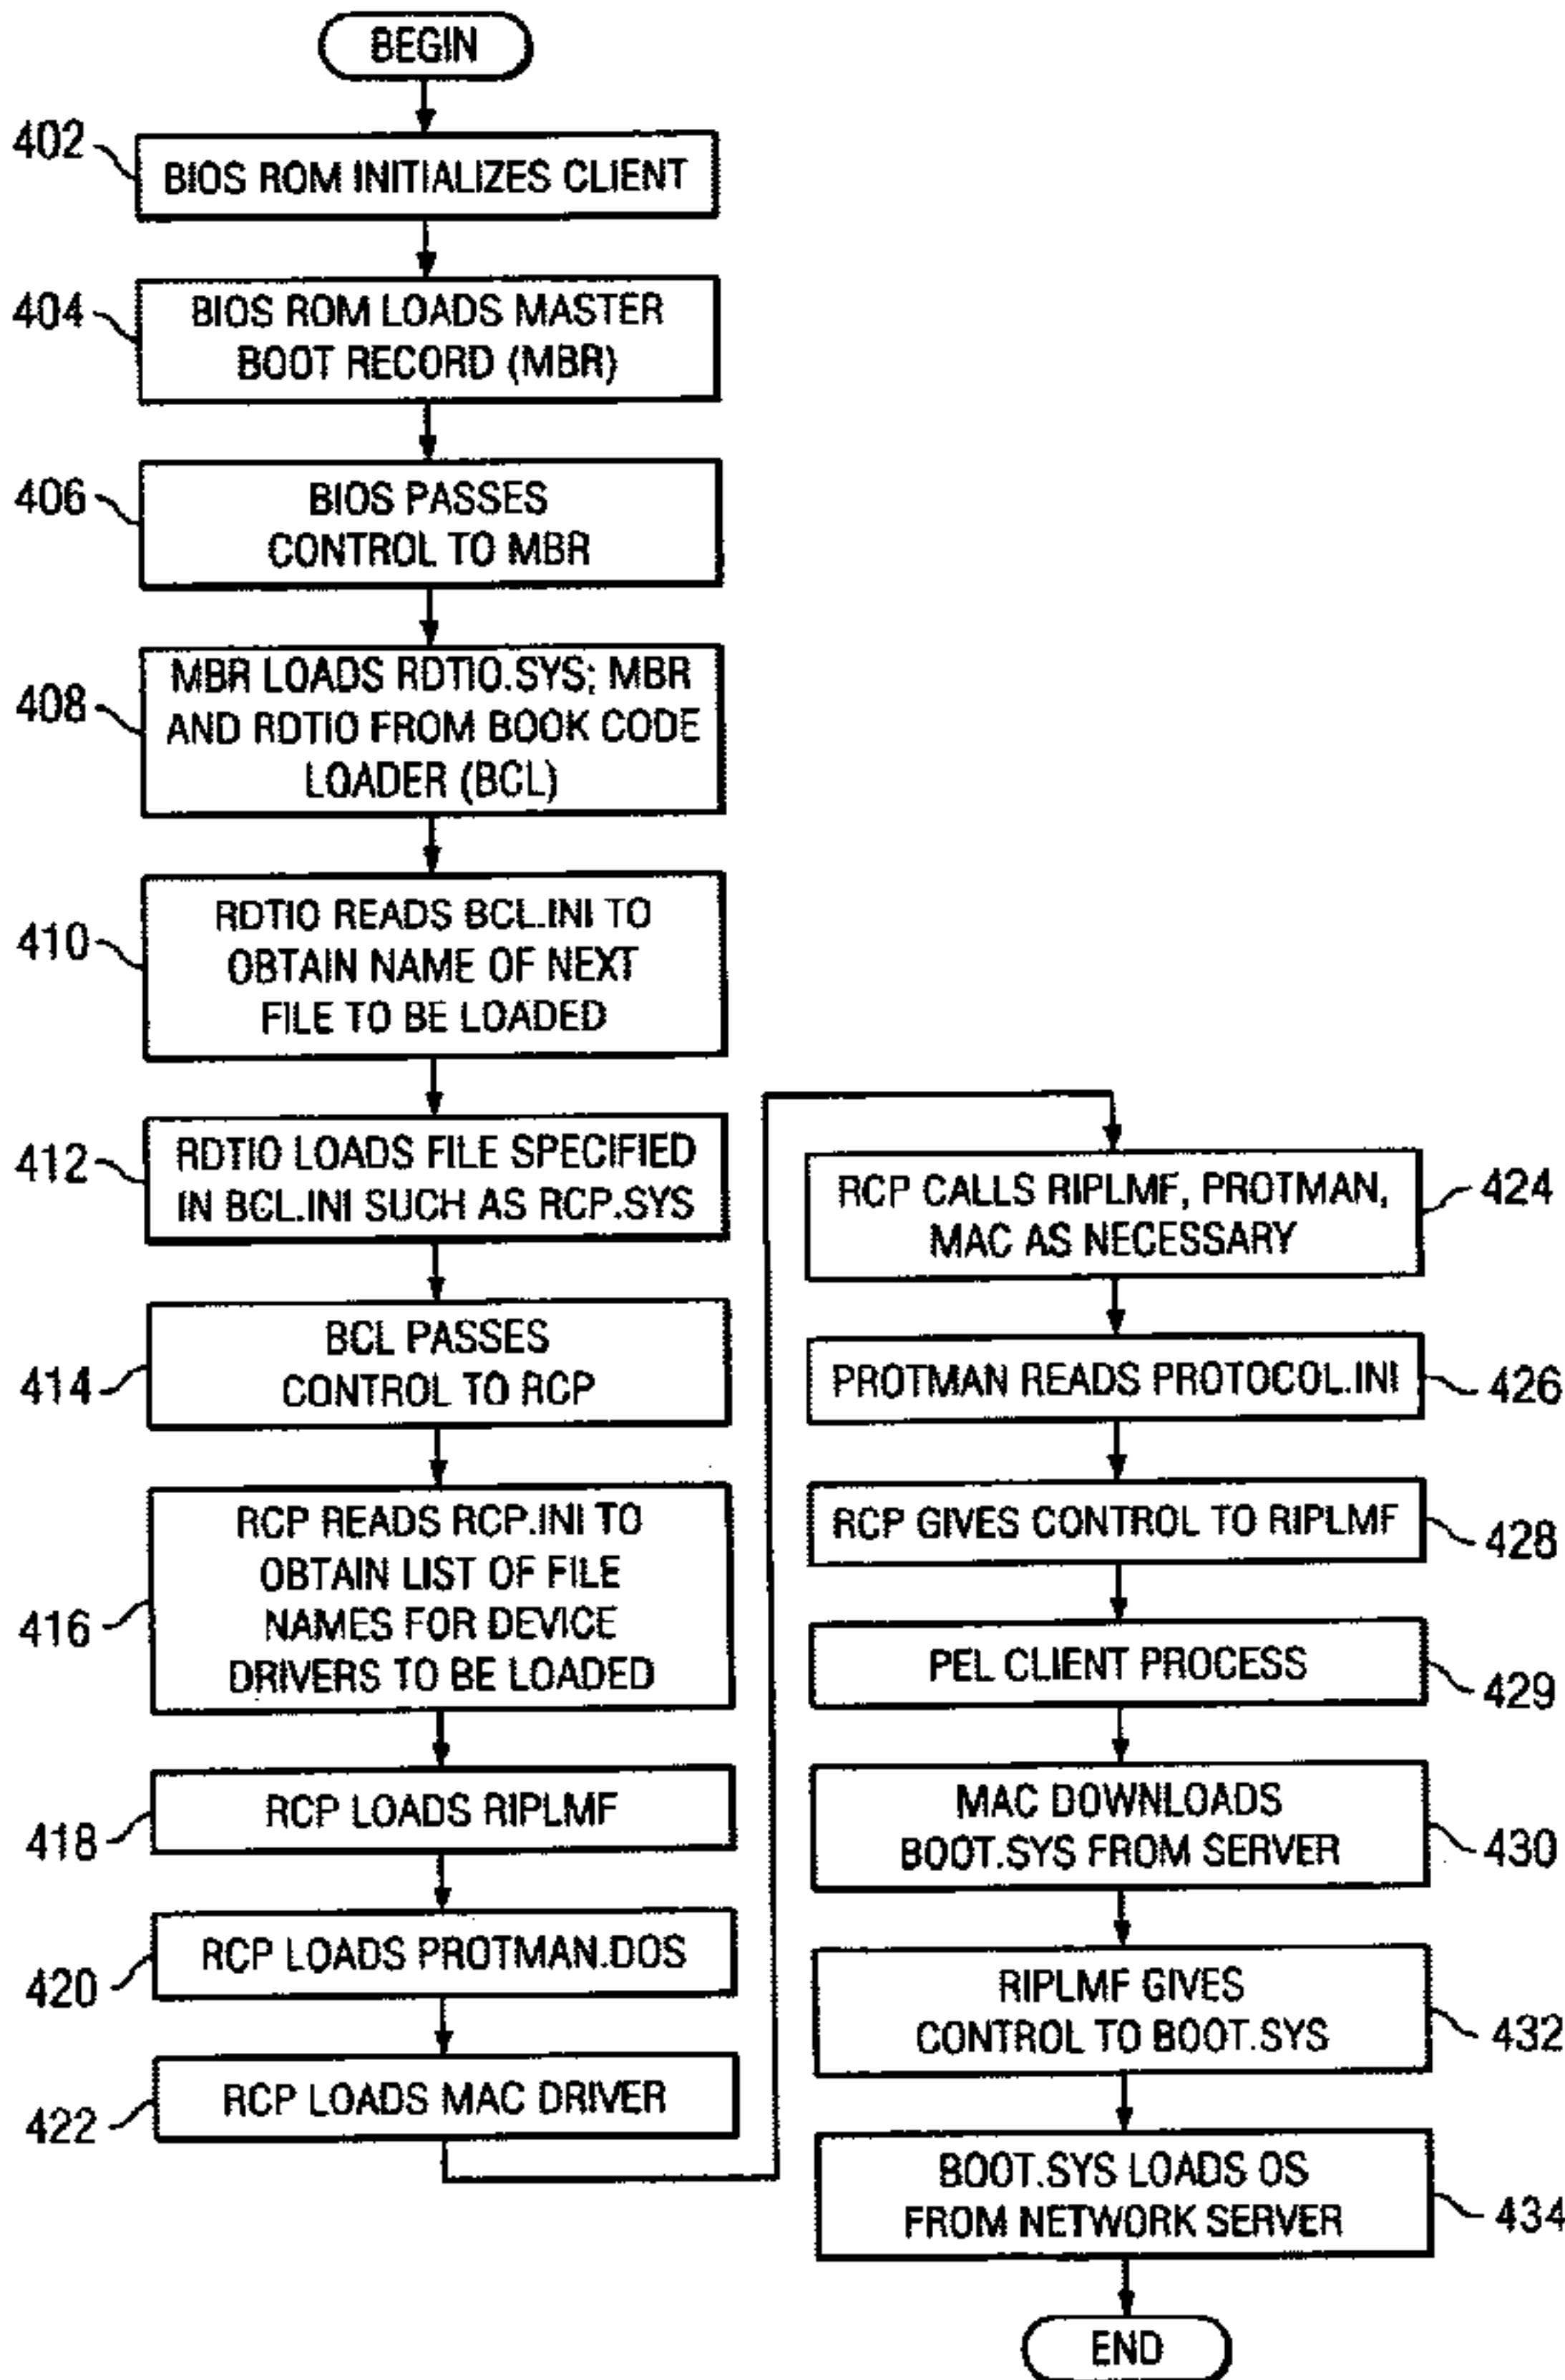 BEGIN
402
BIOS ROM INITIALIZES CLIENT
404
BIOS ROM LOADS MASTER
BOOT RECORD (MBR)
406
BIOS PASSES
CONTROL TO MBR
408
MBR LOADS RDTIO.SYS; MBR
AND RDTIO FROM BOOK CODE
LOADER (BCL)
410
RDTIO READS BCL.INI TO
OBTAIN NAME OF NEXT
FILE TO BE LOADED
412
RDTIO LOADS FILE SPECIFIED
IN BCL.INI SUCH AS RCP.SYS
414
BCL PASSES
CONTROL TO RCP
416
RCP READS RCP.INI TO
OBTAIN LIST OF FILE
NAMES FOR DEVICE
DRIVERS TO BE LOADED
418
RCP LOADS RIPLMF
420
RCP LOADS PROTMAN.DOS
422
RCP LOADS MAC DRIVER
RCP CALLS RIPLMF, PROTMAN,
MAC AS NECESSARY
424
PROTMAN READS PROTOCOL.INI
426
RCP GIVES CONTROL TO RIPLMF
428
PEL CLIENT PROCESS
429
MAC DOWNLOADS
BOOT.SYS FROM SERVER
430
RIPLMF GIVES
CONTROL TO BOOT.SYS
432
BOOT.SYS LOADS OS
FROM NETWORK SERVER
434
END